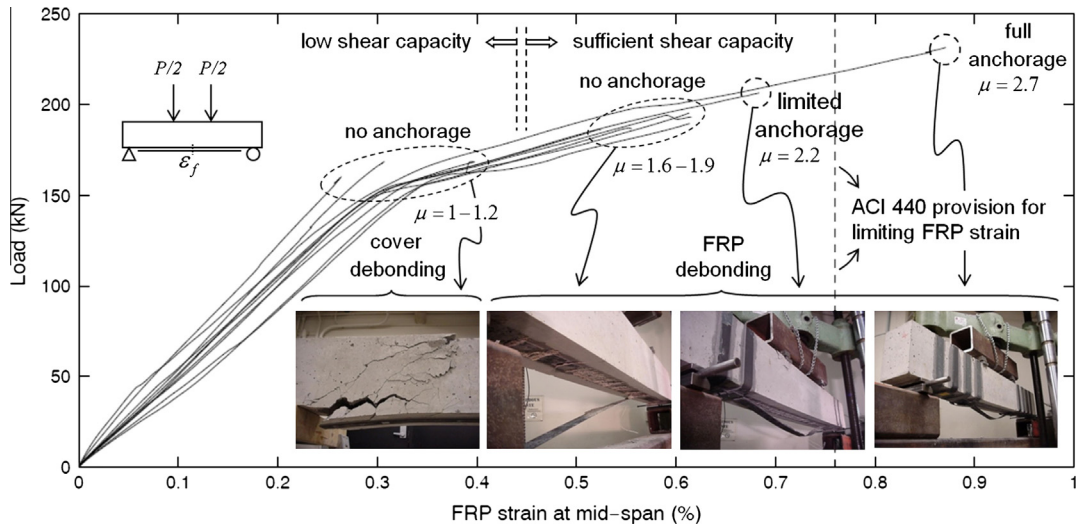 250
200
150
100
50
0
Load (kN)
low shear capacity
sufficient shear capacity
full
anchorage
μ = 2.7
P/2 P/2
ε_f
no anchorage
no anchorage
limited
anchorage
μ = 2.2
μ = 1–1.2
μ = 1.6–1.9
ACI 440 provision for
limiting FRP strain
cover
debonding
FRP
debonding
0 0.1 0.2 0.3 0.4 0.5 0.6 0.7 0.8 0.9 1
FRP strain at mid–span (%)